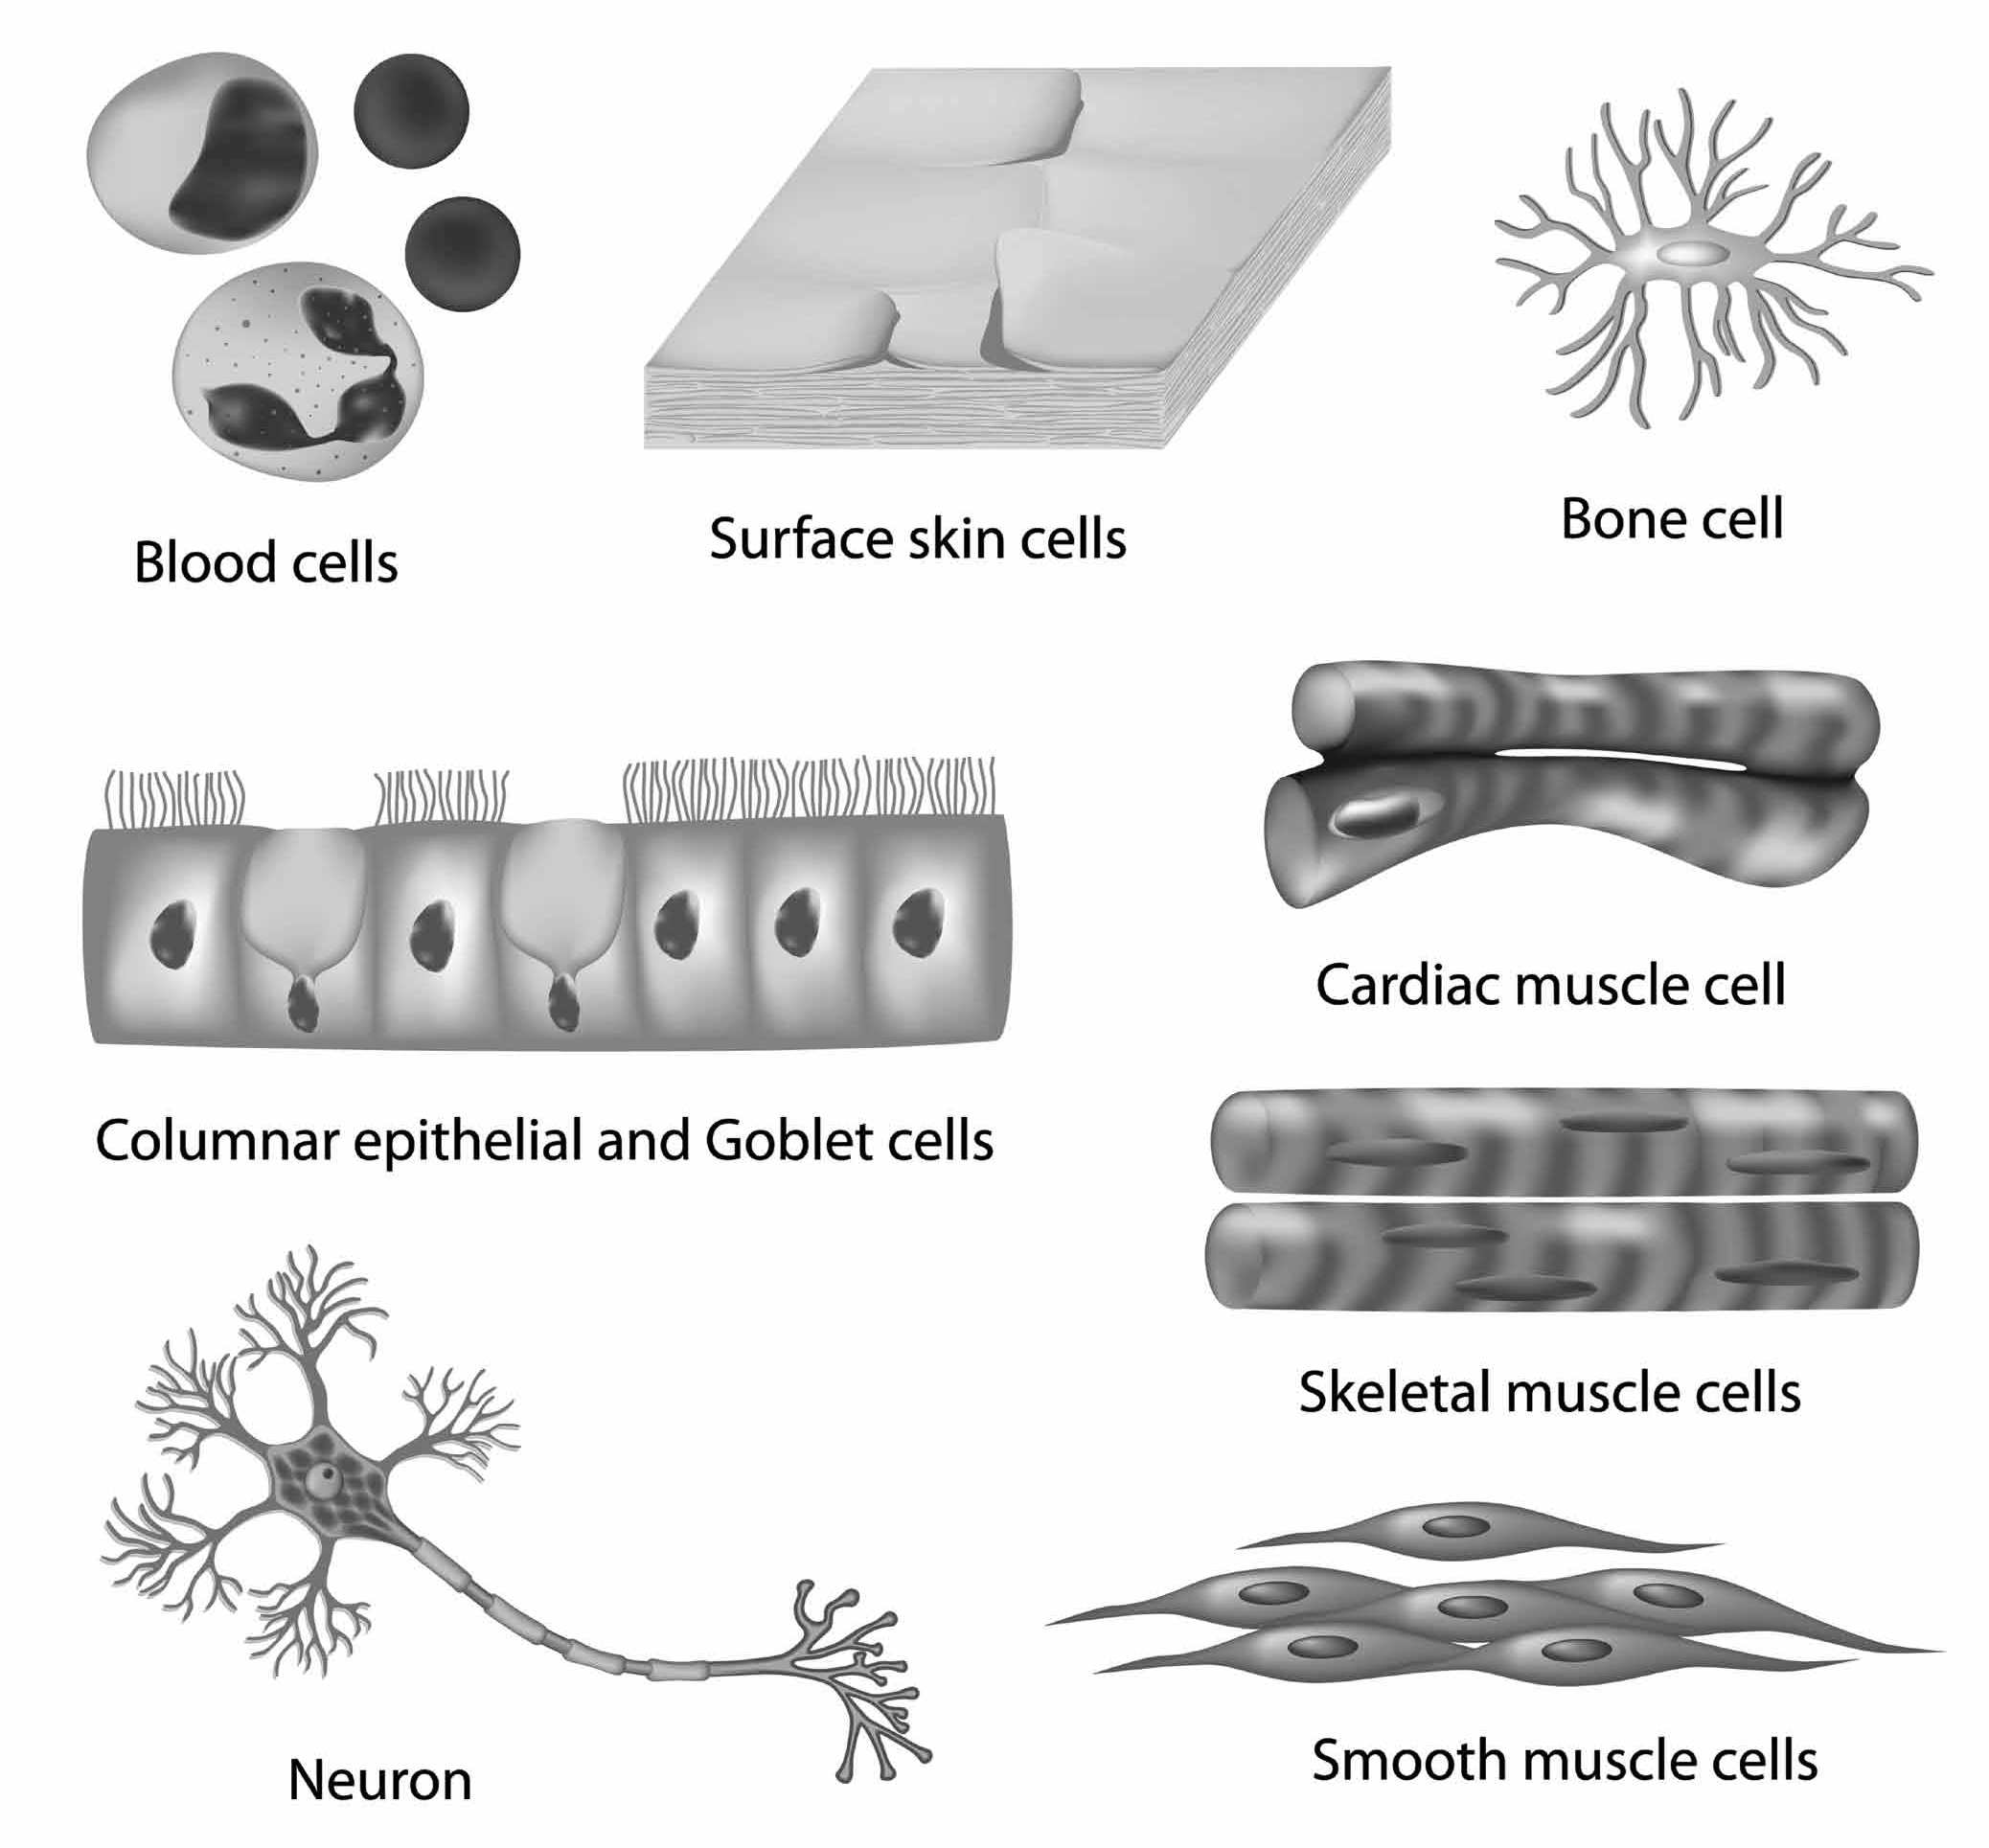 Blood cells
Surface skin cells
Bone cell
Columnar epithelial and Goblet cells
Cardiac muscle cell
Skeletal muscle cells
Neuron
Smooth muscle cells